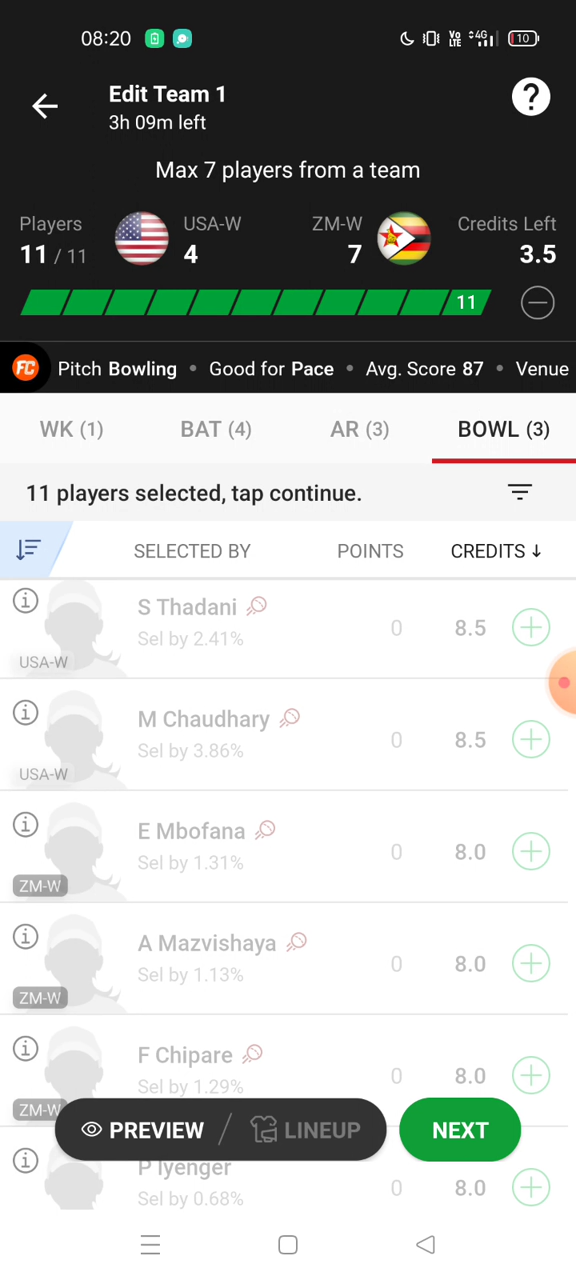 08:20 Vo LTE 4G 10
Edit Team 1
3h 09m left
?
Max 7 players from a team
Players USA-W ZM-W Credits Left
11 / 11 4 7 3.5
11
FC Pitch Bowling • Good for Pace • Avg. Score 87 • Venue
WK (1) BAT (4) AR (3) BOWL (3)
11 players selected, tap continue.
SELECTED BY POINTS CREDITS ↓
S Thadani
Sel by 2.41% 0 8.5
USA-W
M Chaudhary
Sel by 3.86% 0 8.5
USA-W
E Mbofana
Sel by 1.31% 0 8.0
ZM-W
A Mazvishaya
Sel by 1.13% 0 8.0
ZM-W
F Chipare
Sel by 1.29% 0 8.0
ZM-W
PREVIEW / LINEUP NEXT
P Iyenger
Sel by 0.68% 0 8.0